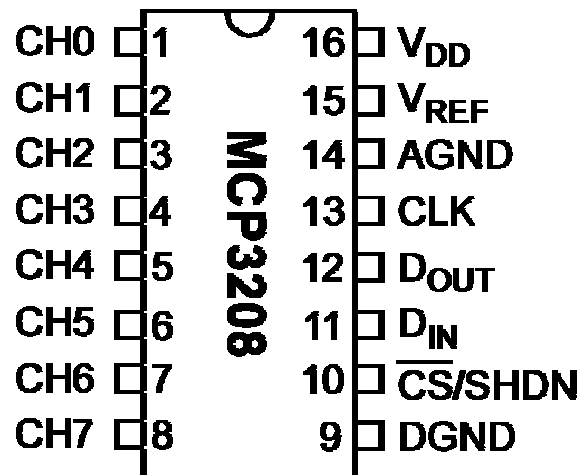 CH0 1 16 VDD
CH1 2 15 VREF
CH2 3 14 AGND
CH3 4 13 CLK
CH4 5 12 DOUT
CH5 6 11 DIN
CH6 7 10 C̅S̅/SHDN
CH7 8 9 DGND
MCP3208